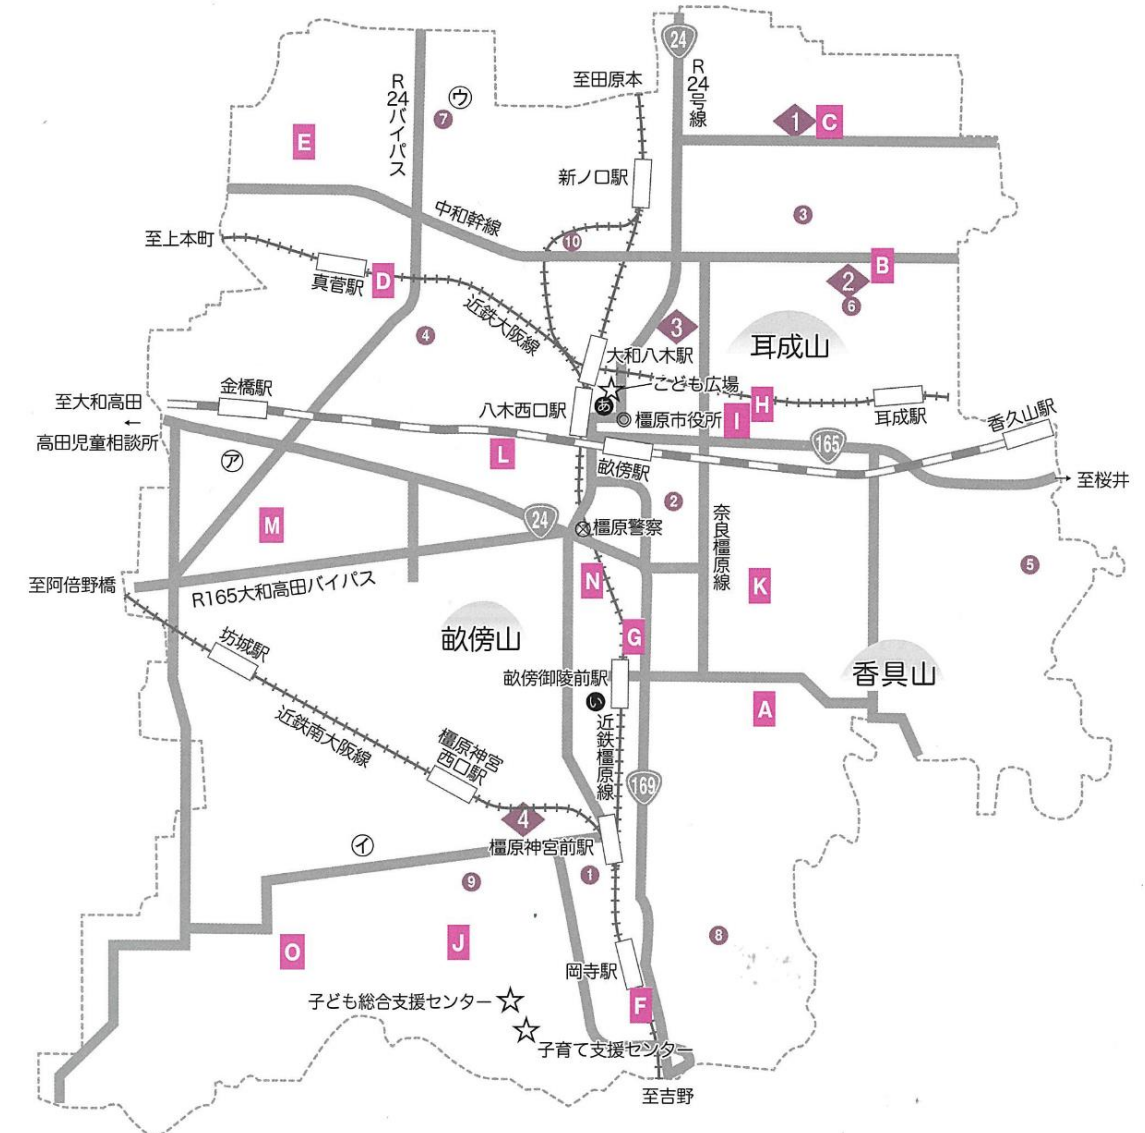 24
至田原本
R24号線
R24バイパス
ウ
7
1
C
E
新ノ口駅
3
中和幹線
10
至上本町
真菅駅
D
B
2
6
近鉄大阪線
4
3
耳成山
大和八木駅
こども広場
金橋駅
至大和高田
←
高田児童相談所
八木西口駅
あ
橿原市役所
H
I
耳成駅
香久山駅
165
ア
L
畝傍駅
至桜井
M
24
橿原警察
2
奈良橿原線
5
至阿倍野橋
R165大和高田バイパス
N
K
坊城駅
畝傍山
G
香具山
畝傍御陵前駅
い
A
近鉄南大阪線
近鉄橿原線
橿原神宮
西口駅
169
4
橿原神宮前駅
イ
9
1
8
O
J
岡寺駅
子ども総合支援センター
F
子育て支援センター
至吉野